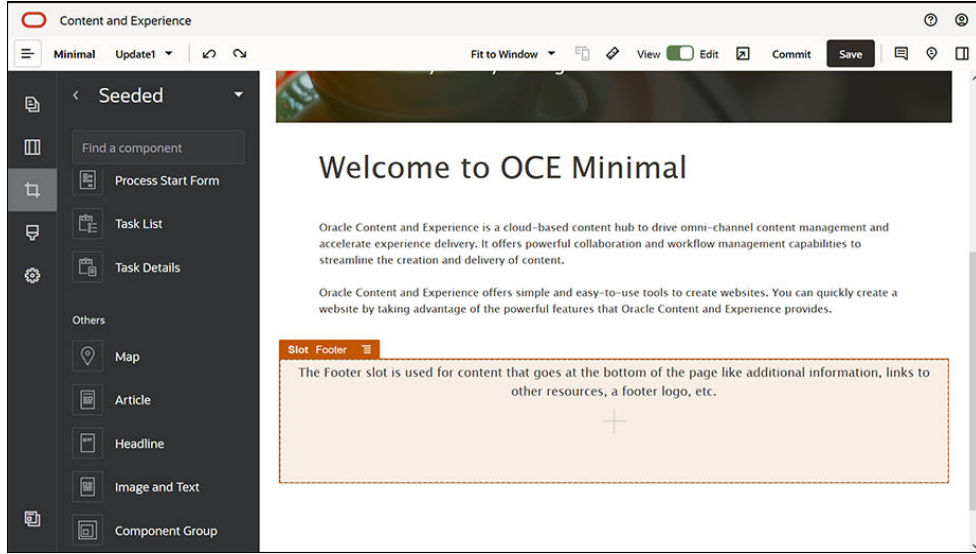 Content and Experience
Minimal Update1 Fit to Window View Edit Commit Save
Seeded
Find a component
Process Start Form
Task List
Task Details
Others
Map
Article
Headline
Image and Text
Component Group
Welcome to OCE Minimal
Oracle Content and Experience is a cloud-based content hub to drive omni-channel content management and
accelerate experience delivery. It offers powerful collaboration and workflow management capabilities to
streamline the creation and delivery of content.
Oracle Content and Experience offers simple and easy-to-use tools to create websites. You can quickly create a
website by taking advantage of the powerful features that Oracle Content and Experience provides.
Slot Footer
The Footer slot is used for content that goes at the bottom of the page like additional information, links to
other resources, a footer logo, etc.